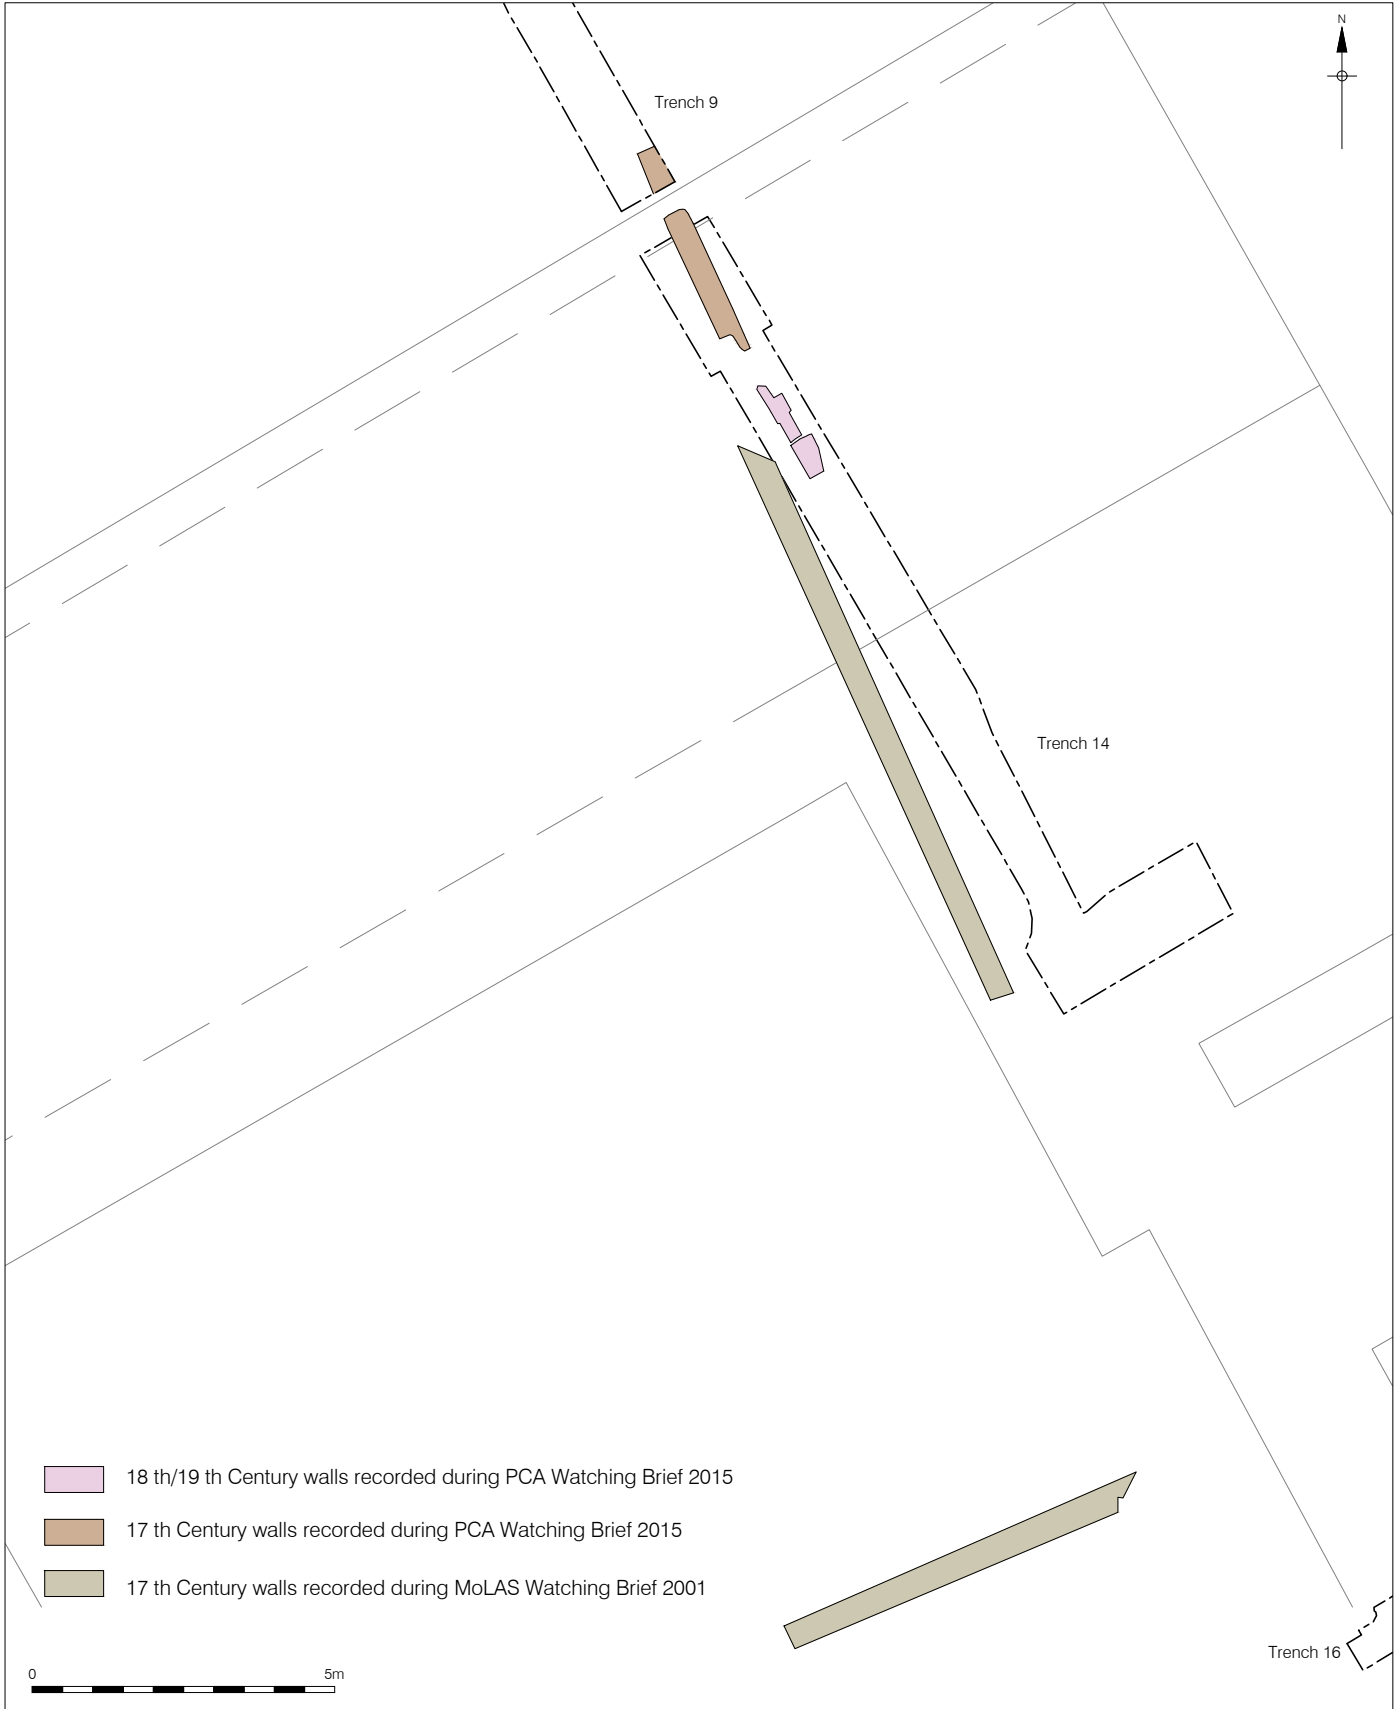 N
Trench 9
Trench 14
18 th/19 th Century walls recorded during PCA Watching Brief 2015
17 th Century walls recorded during PCA Watching Brief 2015
17 th Century walls recorded during MoLAS Watching Brief 2001
Trench 16
0 5m